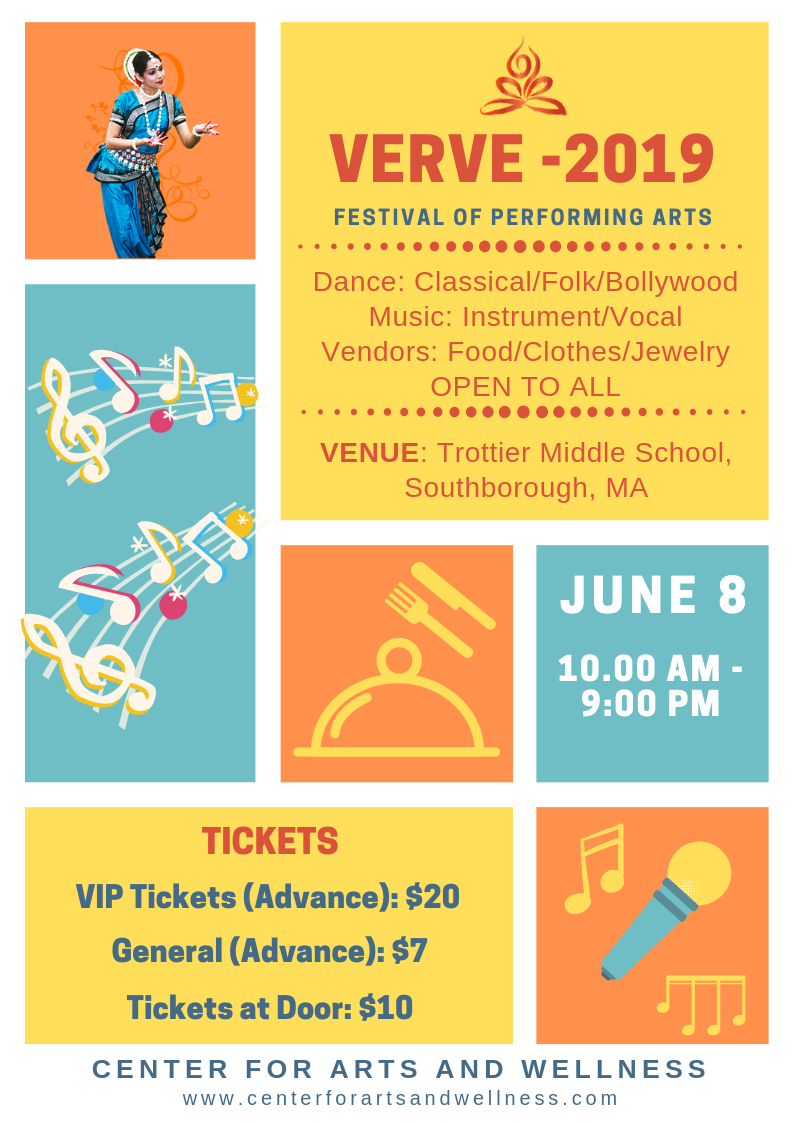 VERVE -2019
FESTIVAL OF PERFORMING ARTS
Dance: Classical/Folk/Bollywood
Music: Instrument/Vocal
Vendors: Food/Clothes/Jewelry
OPEN TO ALL
VENUE: Trottier Middle School,
Southborough, MA
JUNE 8
10.00 AM -
9:00 PM
TICKETS
VIP Tickets (Advance): $20
General (Advance): $7
Tickets at Door: $10
CENTER FOR ARTS AND WELLNESS
www.centerforartsandwellness.com